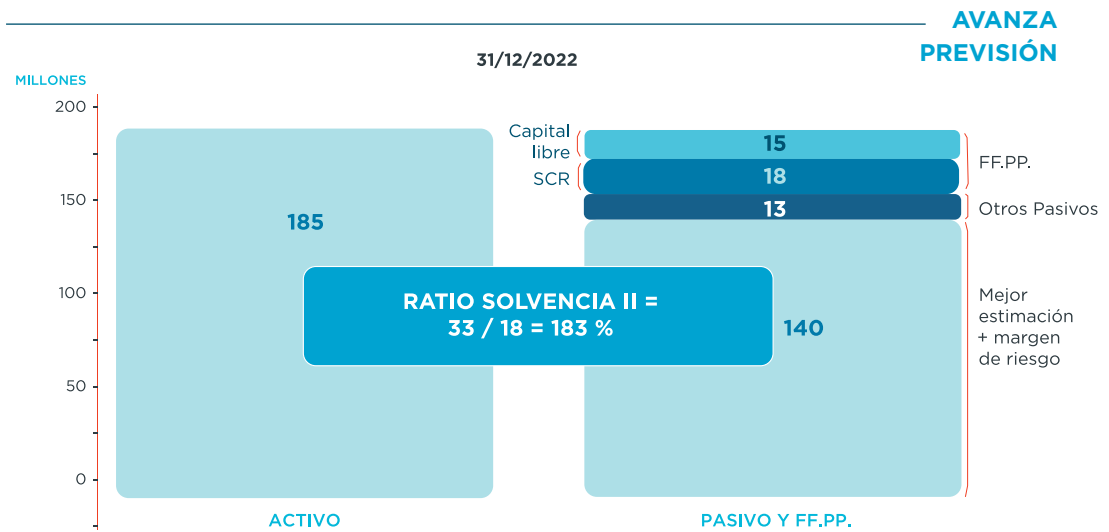 AVANZA
PREVISIÓN
31/12/2022
MILLONES
200
150
100
50
0
185
ACTIVO
RATIO SOLVENCIA II =
33 / 18 = 183 %
Capital
libre
SCR
15
18
13
140
FF.PP.
Otros Pasivos
Mejor
estimación
+ margen
de riesgo
PASIVO Y FF.PP.